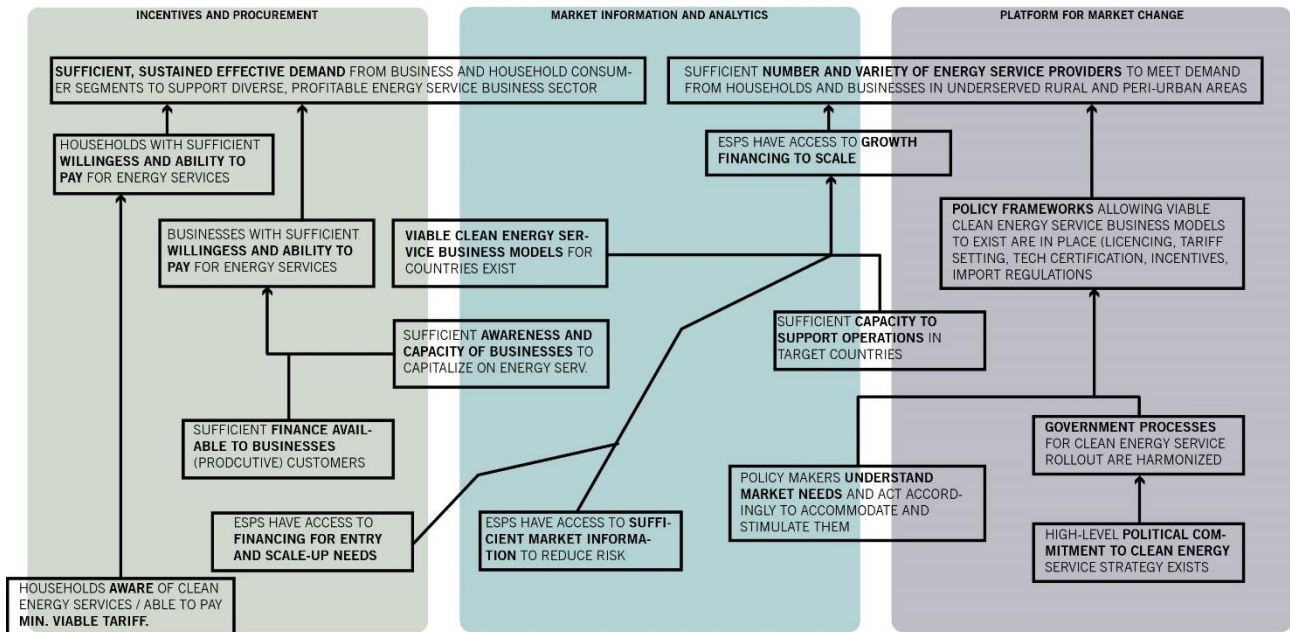 INCENTIVES AND PROCUREMENT
MARKET INFORMATION AND ANALYTICS
PLATFORM FOR MARKET CHANGE
SUFFICIENT, SUSTAINED EFFECTIVE DEMAND FROM BUSINESS AND HOUSEHOLD CONSUM-
ER SEGMENTS TO SUPPORT DIVERSE, PROFITABLE ENERGY SERVICE BUSINESS SECTOR
SUFFICIENT NUMBER AND VARIETY OF ENERGY SERVICE PROVIDERS TO MEET DEMAND
FROM HOUSEHOLDS AND BUSINESSES IN UNDERSERVED RURAL AND PERI-URBAN AREAS
HOUSEHOLDS WITH SUFFICIENT
WILLINGESS AND ABILITY TO
PAY FOR ENERGY SERVICES
ESPS HAVE ACCESS TO GROWTH
FINANCING TO SCALE
BUSINESSES WITH SUFFICIENT
WILLINGESS AND ABILITY TO
PAY FOR ENERGY SERVICES
VIABLE CLEAN ENERGY SER-
VICE BUSINESS MODELS FOR
COUNTRIES EXIST
POLICY FRAMEWORKS ALLOWING VIABLE
CLEAN ENERGY SERVICE BUSINESS MODELS
TO EXIST ARE IN PLACE (LICENCING, TARIFF
SETTING, TECH CERTIFICATION, INCENTIVES,
IMPORT REGULATIONS
SUFFICIENT AWARENESS AND
CAPACITY OF BUSINESSES TO
CAPITALIZE ON ENERGY SERV.
SUFFICIENT CAPACITY TO
SUPPORT OPERATIONS IN
TARGET COUNTRIES
SUFFICIENT FINANCE AVAIL-
ABLE TO BUSINESSES
(PRODCUTIVE) CUSTOMERS
GOVERNMENT PROCESSES
FOR CLEAN ENERGY SERVICE
ROLLOUT ARE HARMONIZED
POLICY MAKERS UNDERSTAND
MARKET NEEDS AND ACT ACCORD-
INGLY TO ACCOMMODATE AND
STIMULATE THEM
ESPS HAVE ACCESS TO
FINANCING FOR ENTRY
AND SCALE-UP NEEDS
ESPS HAVE ACCESS TO SUFFI-
CIENT MARKET INFORMA-
TION TO REDUCE RISK
HIGH-LEVEL POLITICAL COM-
MITMENT TO CLEAN ENERGY
SERVICE STRATEGY EXISTS
HOUSEHOLDS AWARE OF CLEAN
ENERGY SERVICES / ABLE TO PAY
MIN. VIABLE TARIFF.